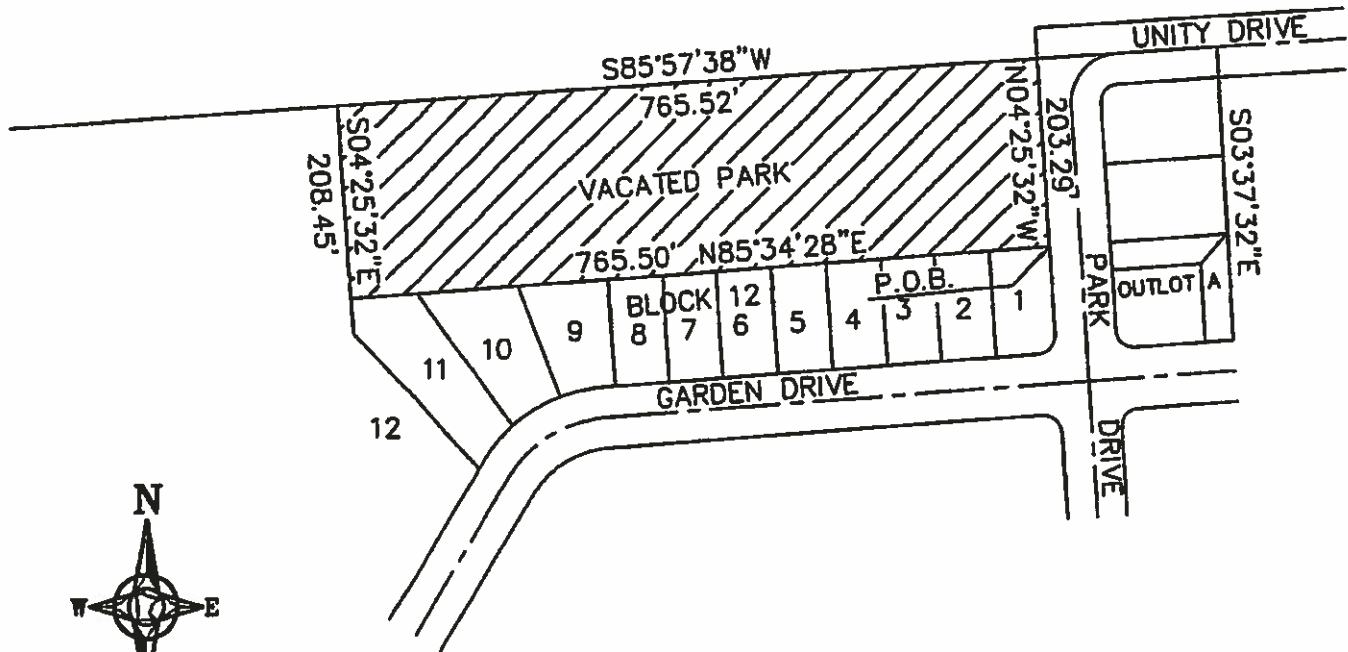 UNITY DRIVE
S85°57'38"W
765.52'
N04°25'32"W
203.29'
S04°25'32"E
208.45'
S03°37'32"E
VACATED PARK
765.50' N85°34'28"E
P.O.B.
BLOCK 12
1
2
3
4
5
6
7
8
9
10
11
12
OUTLOT A
PARK DRIVE
GARDEN DRIVE
N
W E